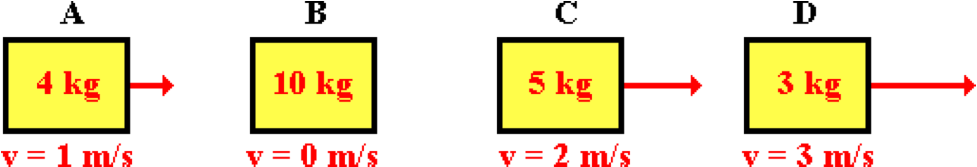 A B C D
4 kg 10 kg 5 kg 3 kg
v = 1 m/s v = 0 m/s v = 2 m/s v = 3 m/s